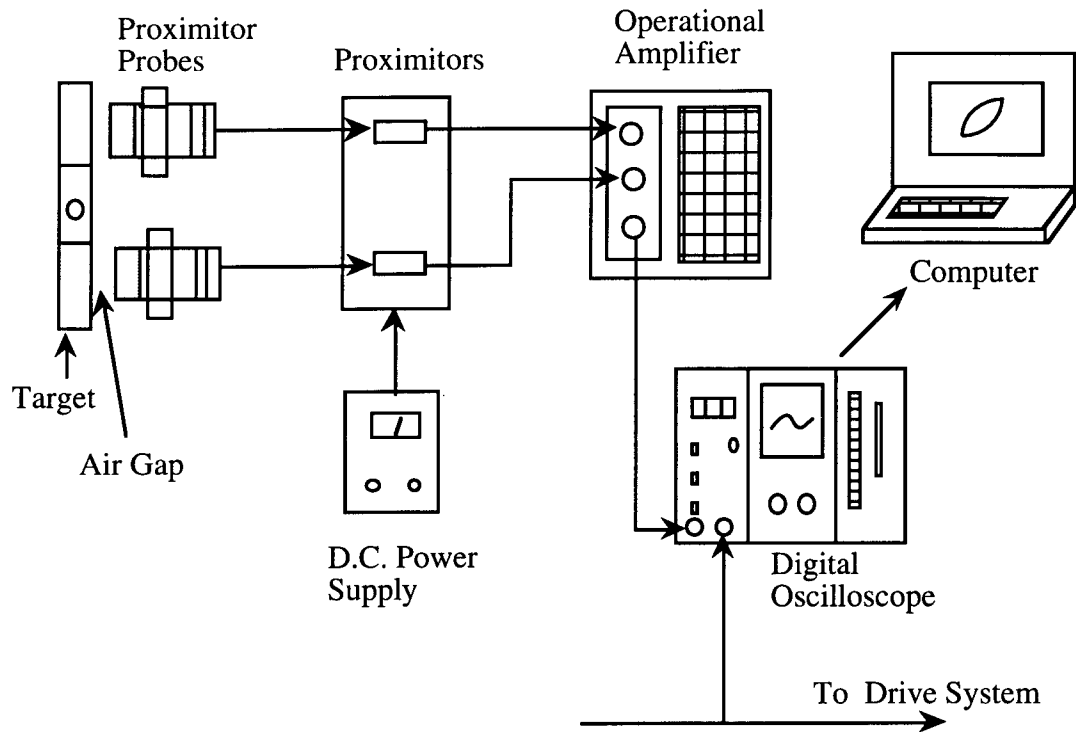 Proximitor
Probes
Proximitors
Operational
Amplifier
Computer
Target
Air Gap
D.C. Power
Supply
Digital
Oscilloscope
To Drive System